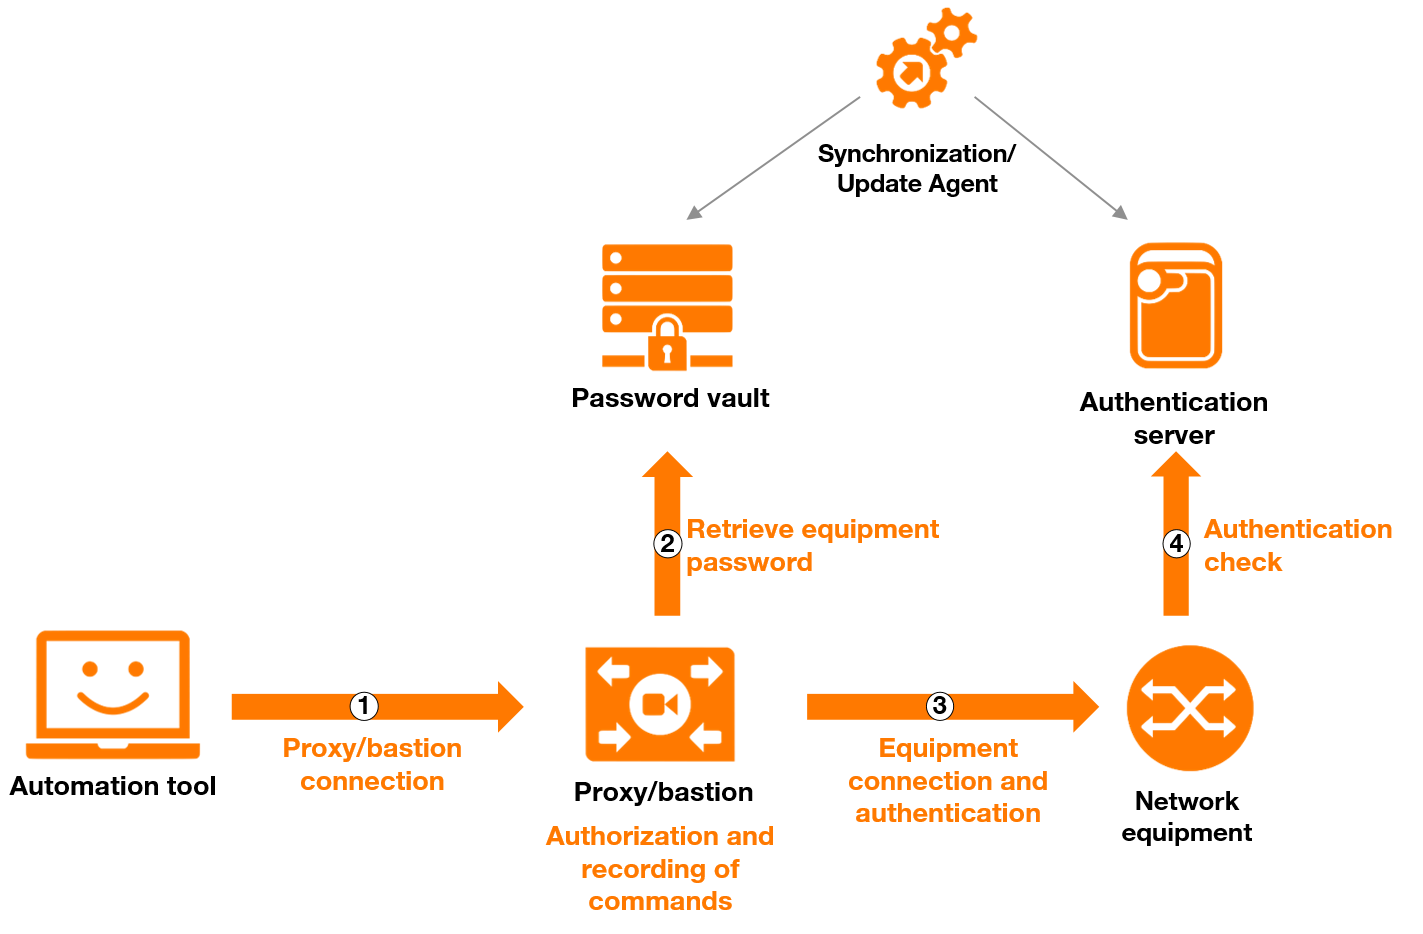 Synchronization/
Update Agent
Password vault
Authentication
server
2
Retrieve equipment
password
4
Authentication
check
1
Proxy/bastion
connection
3
Equipment
connection and
authentication
Automation tool
Proxy/bastion
Authorization and
recording of
commands
Network
equipment